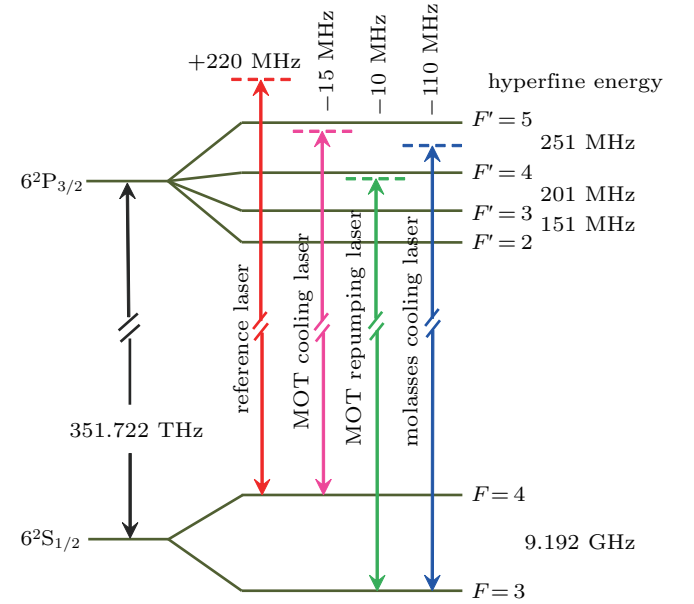 +220 MHz
−15 MHz
−10 MHz
−110 MHz
hyperfine energy
F′=5
251 MHz
6²P₃/₂
F′=4
201 MHz
F′=3
151 MHz
F′=2
reference laser
MOT cooling laser
MOT repumping laser
molasses cooling laser
351.722 THz
F=4
6²S₁/₂
9.192 GHz
F=3